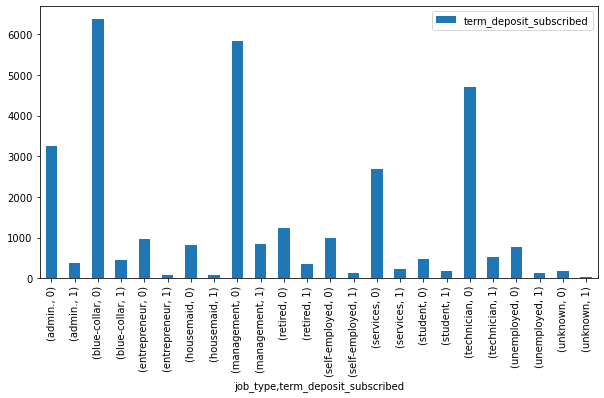 term_deposit_subscribed
6000
5000
4000
3000
2000
1000
0
(admin., 0)
(admin., 1)
(blue-collar, 0)
(blue-collar, 1)
(entrepreneur, 0)
(entrepreneur, 1)
(housemaid, 0)
(housemaid, 1)
(management, 0)
(management, 1)
(retired, 0)
(retired, 1)
(self-employed, 0)
(self-employed, 1)
(services, 0)
(services, 1)
(student, 0)
(student, 1)
(technician, 0)
(technician, 1)
(unemployed, 0)
(unemployed, 1)
(unknown, 0)
(unknown, 1)
job_type,term_deposit_subscribed